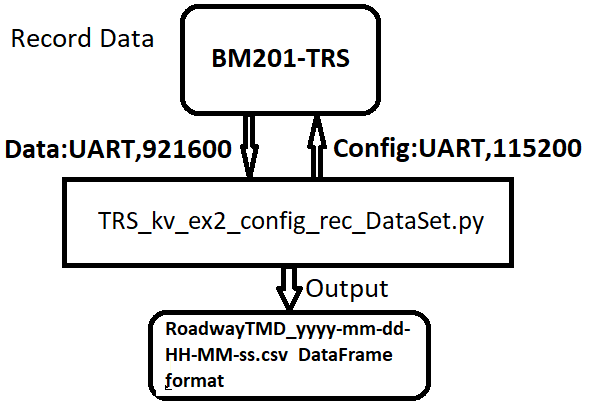 Record Data
BM201-TRS
Data:UART,921600
Config:UART,115200
TRS_kv_ex2_config_rec_DataSet.py
Output
RoadwayTMD_yyyy-mm-dd-
HH-MM-ss.csv DataFrame
format